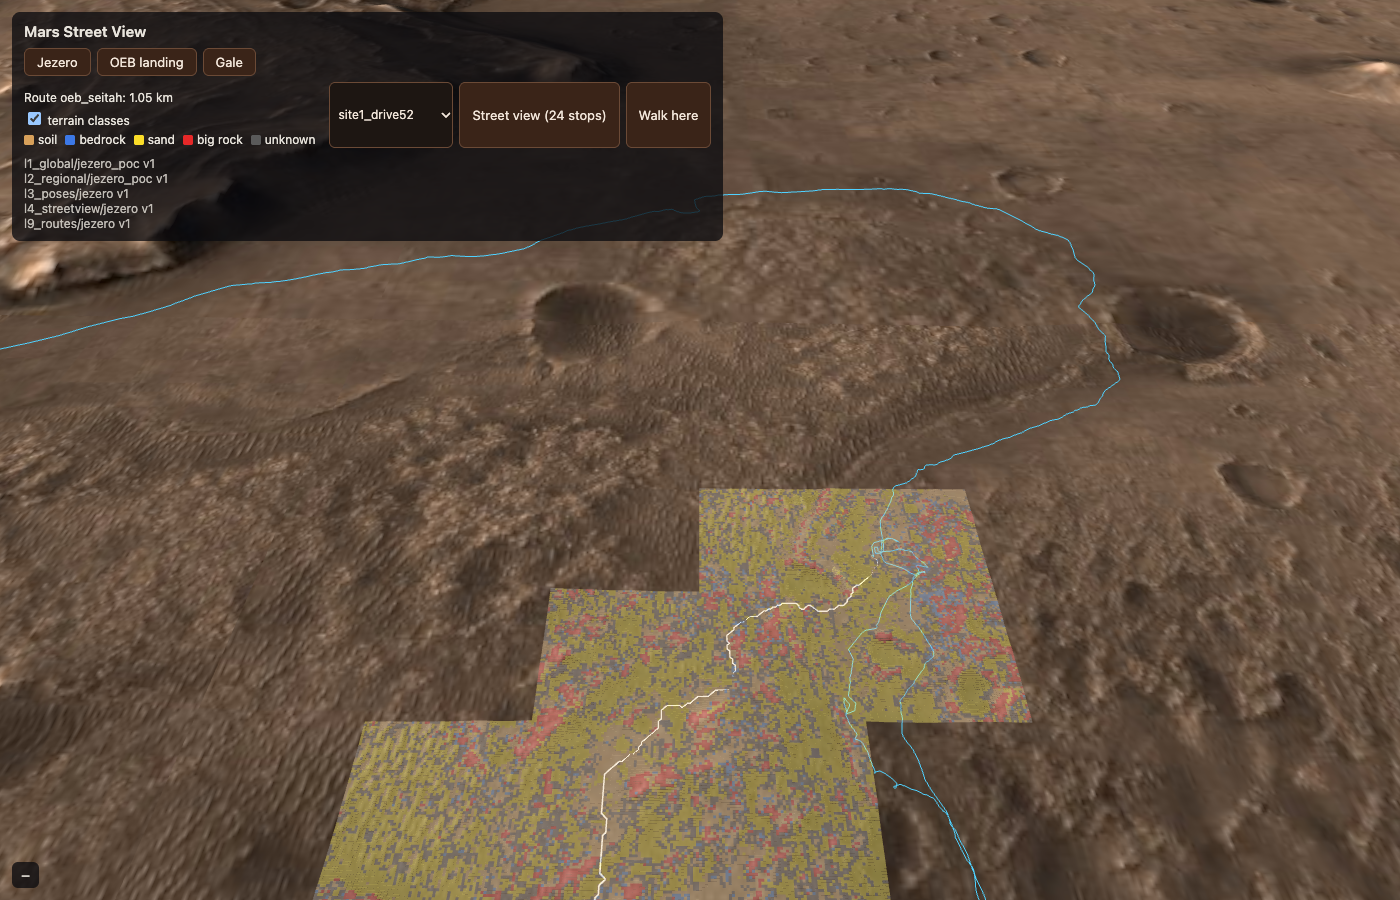 Mars Street View
Jezero
OEB landing
Gale
Route oeb_seitah: 1.05 km
terrain classes
soil
bedrock
sand
big rock
unknown
site1_drive52
Street view (24 stops)
Walk here
l1_global/jezero_poc v1
l2_regional/jezero_poc v1
l3_poses/jezero v1
l4_streetview/jezero v1
l9_routes/jezero v1
–